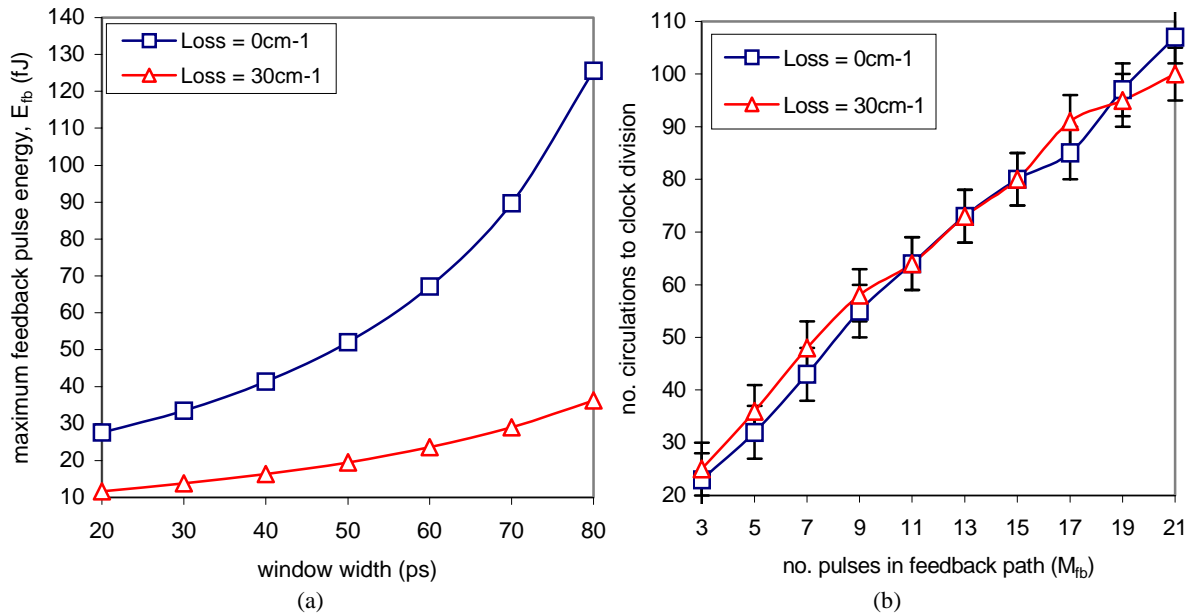 maximum feedback pulse energy, E_fb (fJ)
140
130
120
110
100
90
80
70
60
50
40
30
20
10
Loss = 0cm-1
Loss = 30cm-1
20 30 40 50 60 70 80
window width (ps)
(a)
no. circulations to clock division
110
100
90
80
70
60
50
40
30
20
Loss = 0cm-1
Loss = 30cm-1
3 5 7 9 11 13 15 17 19 21
no. pulses in feedback path (M_fb)
(b)